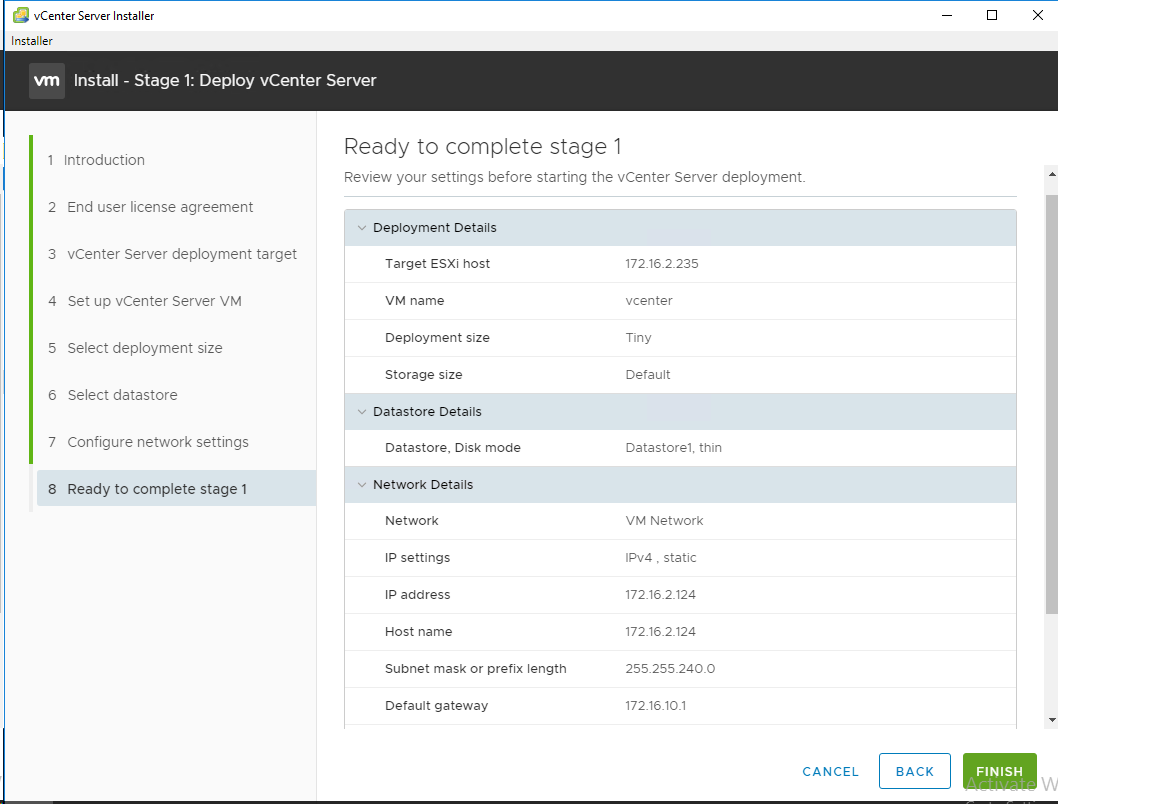 vCenter Server Installer
Installer
vm Install - Stage 1: Deploy vCenter Server
1 Introduction
2 End user license agreement
3 vCenter Server deployment target
4 Set up vCenter Server VM
5 Select deployment size
6 Select datastore
7 Configure network settings
8 Ready to complete stage 1
Ready to complete stage 1
Review your settings before starting the vCenter Server deployment.
Deployment Details
Target ESXi host 172.16.2.235
VM name vcenter
Deployment size Tiny
Storage size Default
Datastore Details
Datastore, Disk mode Datastore1, thin
Network Details
Network VM Network
IP settings IPv4 , static
IP address 172.16.2.124
Host name 172.16.2.124
Subnet mask or prefix length 255.255.240.0
Default gateway 172.16.10.1
CANCEL BACK FINISH
Activate W